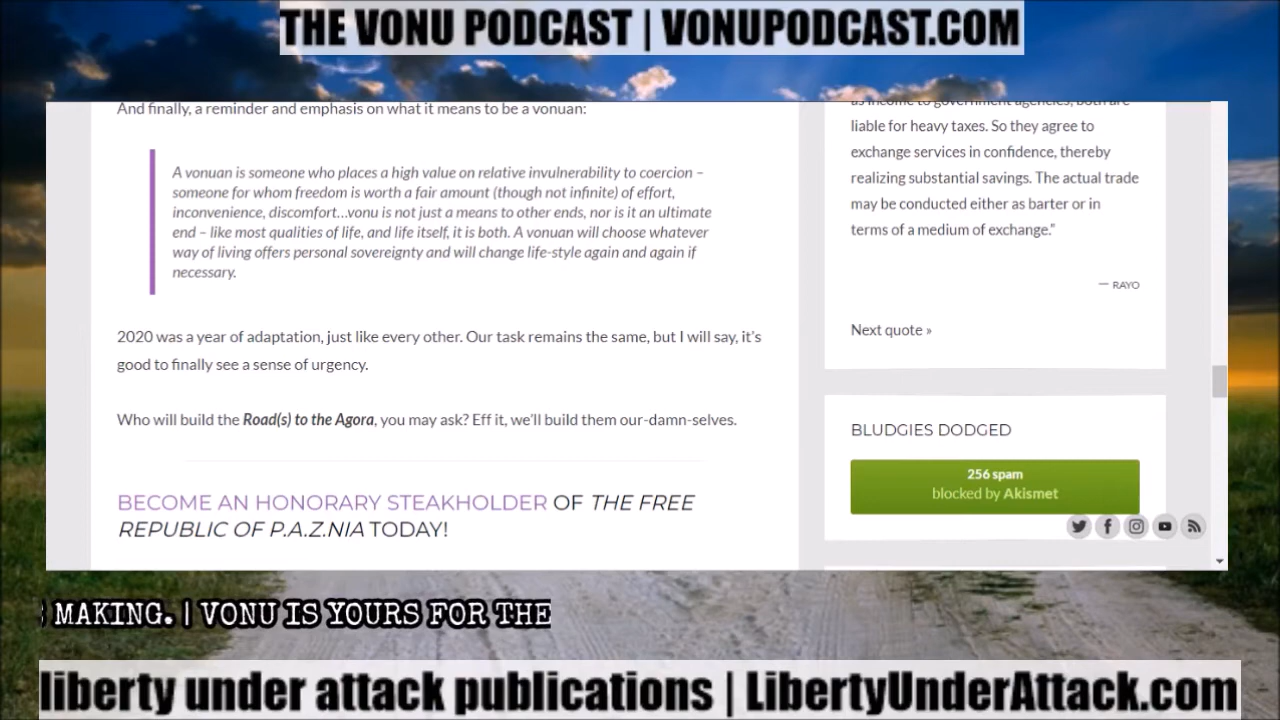 THE VONU PODCAST | VONUPODCAST.COM
And finally, a reminder and emphasis on what it means to be a vonuan:
A vonuan is someone who places a high value on relative invulnerability to coercion –
someone for whom freedom is worth a fair amount (though not infinite) of effort,
inconvenience, discomfort...vonu is not just a means to other ends, nor is it an ultimate
end – like most qualities of life, and life itself, it is both. A vonuan will choose whatever
way of living offers personal sovereignty and will change life-style again and again if
necessary.
2020 was a year of adaptation, just like every other. Our task remains the same, but I will say, it's
good to finally see a sense of urgency.
Who will build the Road(s) to the Agora, you may ask? Eff it, we'll build them our-damn-selves.
BECOME AN HONORARY STEAKHOLDER OF THE FREE
REPUBLIC OF P.A.Z.NIA TODAY!
as income to government agencies, both are
liable for heavy taxes. So they agree to
exchange services in confidence, thereby
realizing substantial savings. The actual trade
may be conducted either as barter or in
terms of a medium of exchange.”
— RAYO
Next quote »
BLUDGIES DODGED
256 spam
blocked by Akismet
MAKING. | VONU IS YOURS FOR THE
liberty under attack publications | LibertyUnderAttack.com